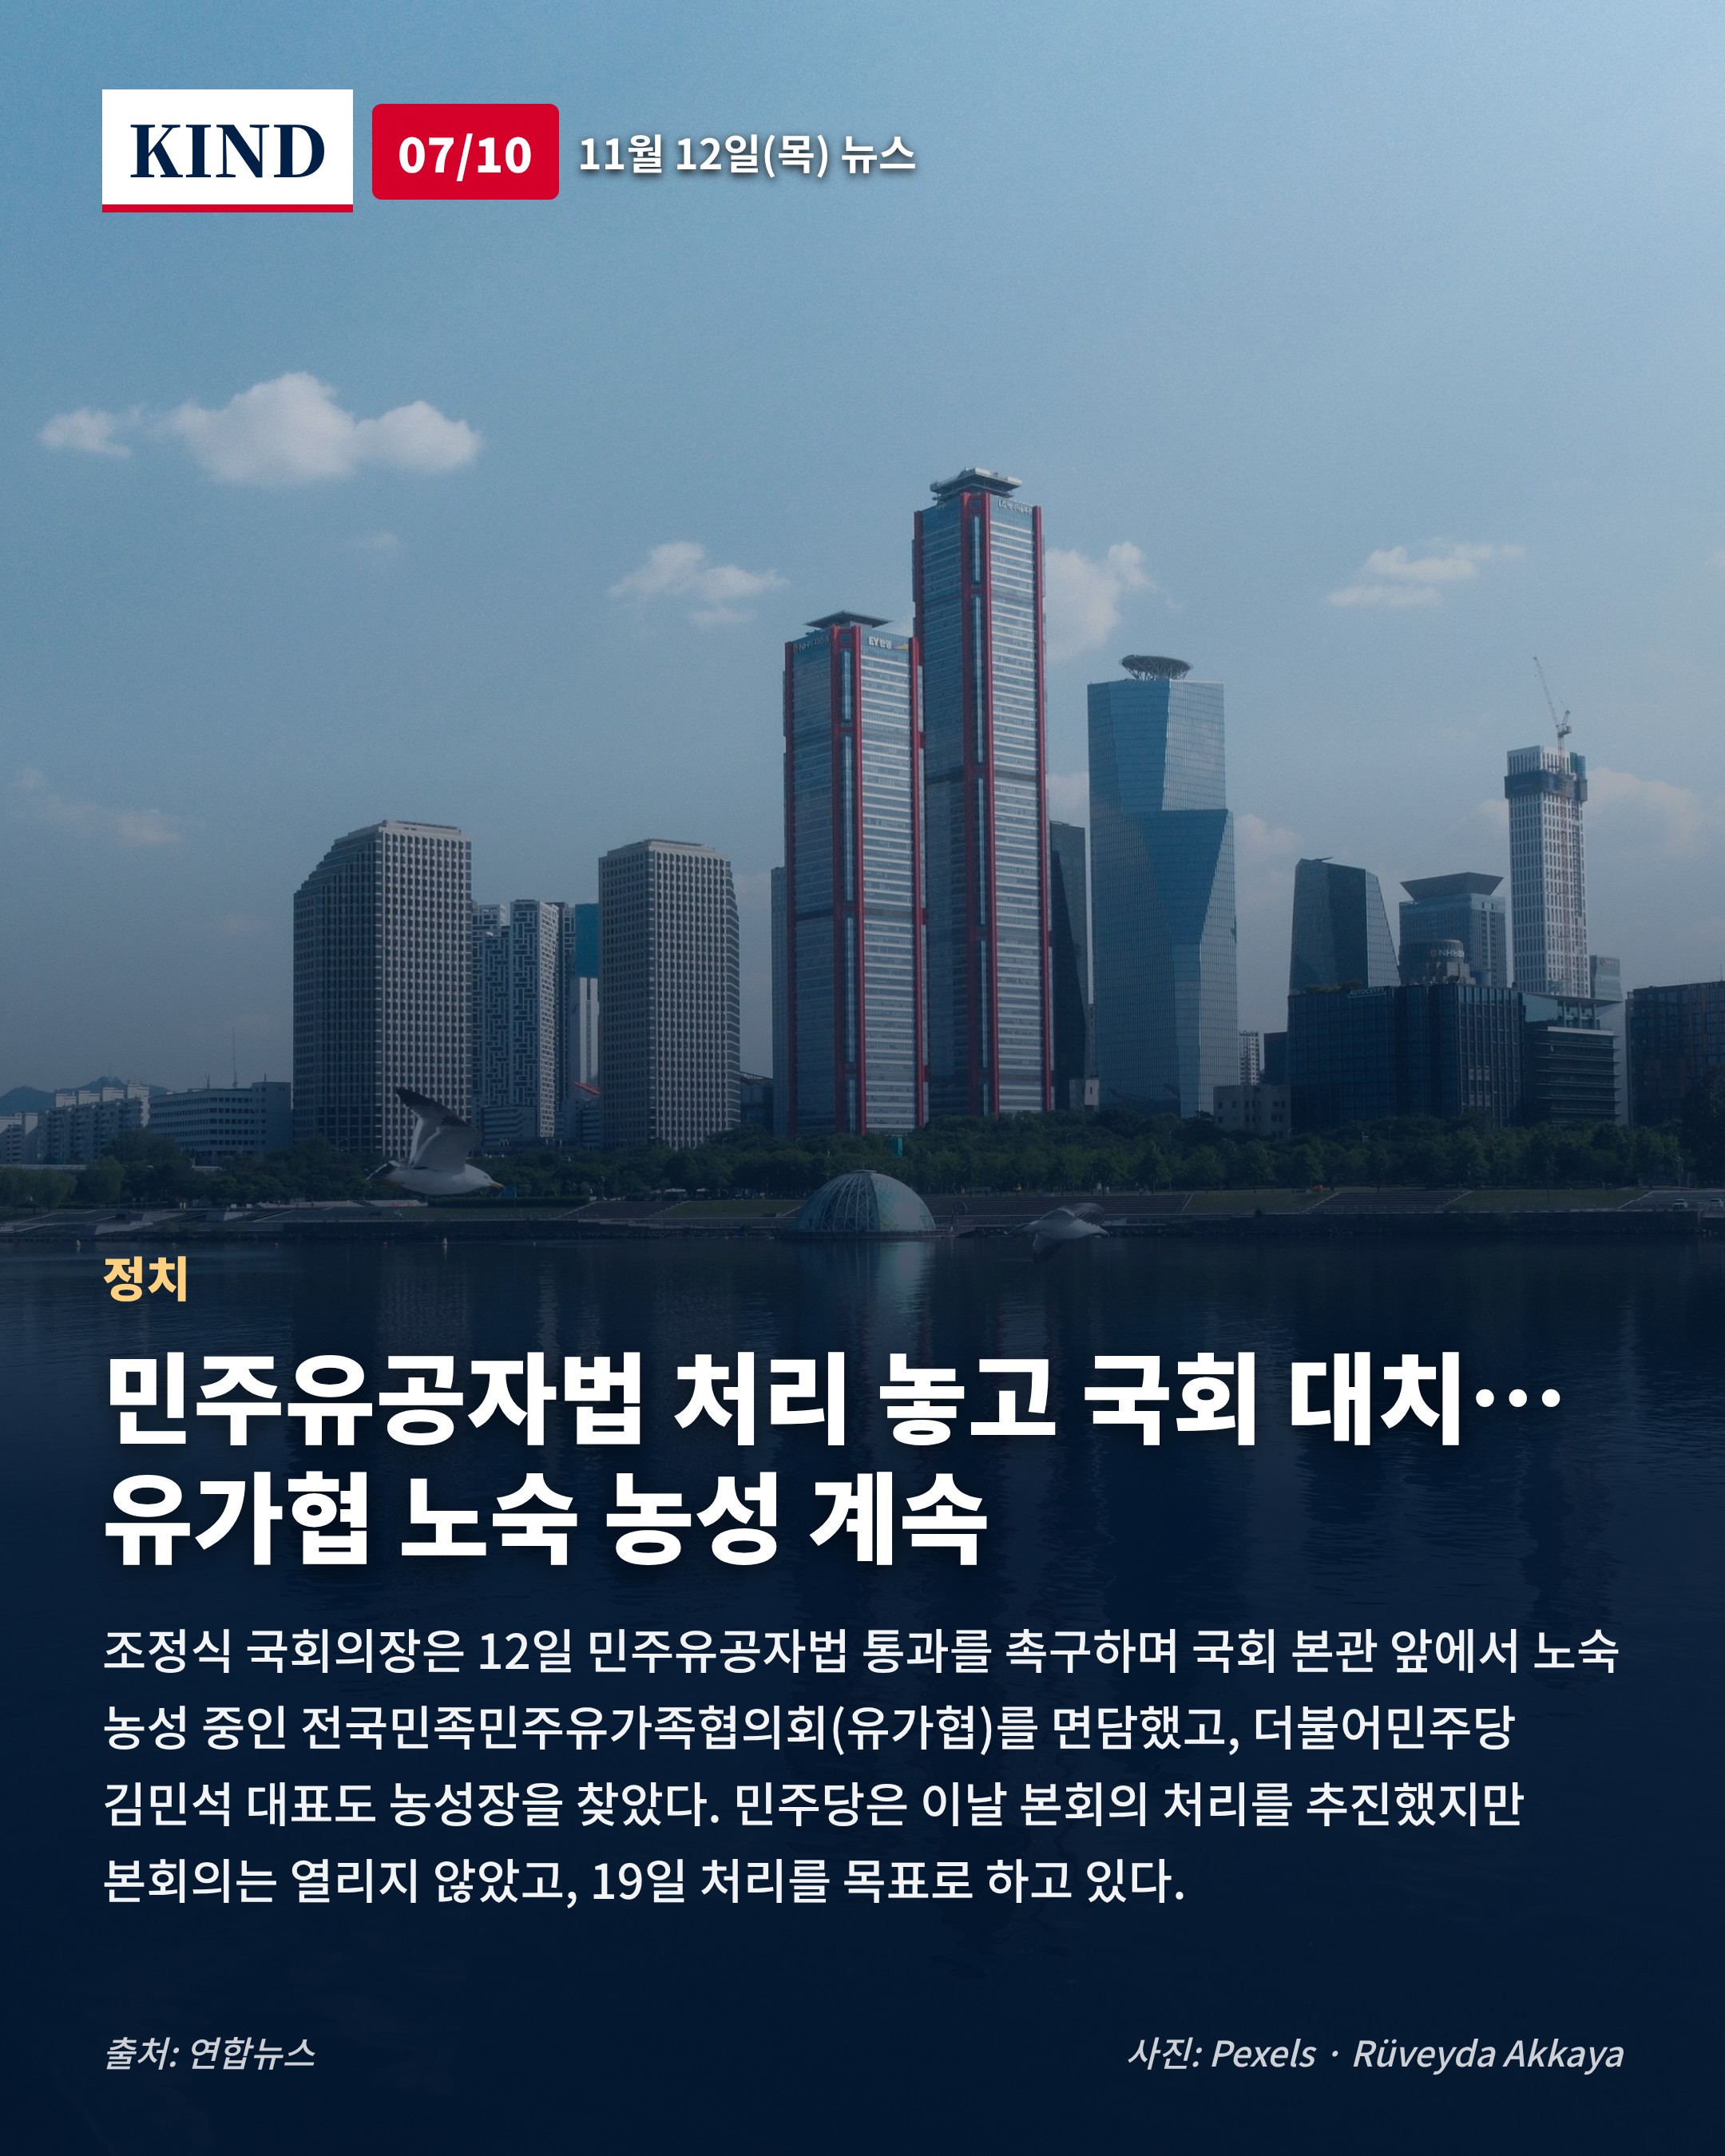 KIND
07/10
11월 12일(목) 뉴스
EY한영
정치
민주유공자법 처리 놓고 국회 대치…
유가협 노숙 농성 계속
조정식 국회의장은 12일 민주유공자법 통과를 촉구하며 국회 본관 앞에서 노숙
농성 중인 전국민족민주유가족협의회(유가협)를 면담했고, 더불어민주당
김민석 대표도 농성장을 찾았다. 민주당은 이날 본회의 처리를 추진했지만
본회의는 열리지 않았고, 19일 처리를 목표로 하고 있다.
출처: 연합뉴스
사진: Pexels · Rüveyda Akkaya